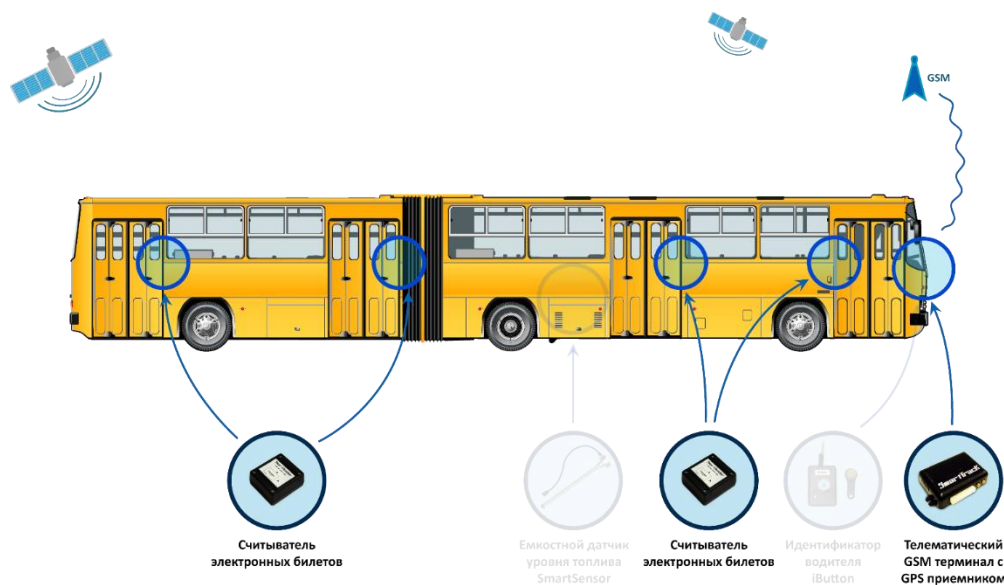 GSM
Считыватель
электронных билетов
Емкостной датчик
уровня топлива
SmartSensor
Считыватель
электронных билетов
Идентификатор
водителя
iButton
SmartTrack
Телематический
GSM терминал с
GPS приемником